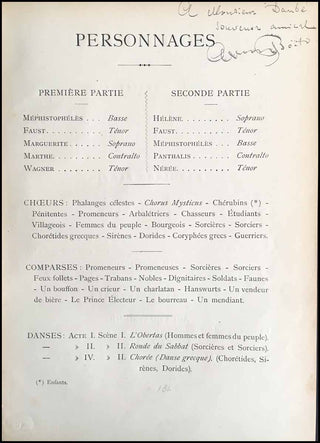 A Monsieur Danbé
souvenir amical
Boïto
PERSONNAGES
PREMIÈRE PARTIE
MÉPHISTOPHÉLÈS . . . Basse
FAUST. . . . . . . . Ténor
MARGUERITE . . . . . Soprano
MARTHE. . . . . . . Contralto
WAGNER . . . . . . . Ténor
SECONDE PARTIE
HÉLÈNE. . . . . . . . . Soprano
FAUST . . . . . . . . . Ténor
MÉPHISTOPHÉLÈS . . . . Basse
PANTHALIS . . . . . . . Contralto
NÉRÉE. . . . . . . . . . Ténor
CHŒURS : Phalanges célestes – Chorus Mysticus – Chérubins (*) –
Pénitentes – Promeneurs – Arbalétriers – Chasseurs – Étudiants –
Villageois – Femmes du peuple – Bourgeois – Sorcières – Sorciers –
Chorétides grecques – Sirènes – Dorides – Coryphées grecs – Guerriers.
COMPARSES : Promeneurs – Promeneuses – Sorcières – Sorciers –
Feux follets – Pages – Trabans – Nobles – Dignitaires – Soldats – Faunes
– Un bouffon – Un crieur – Un charlatan – Hanswurts – Un vendeur
de bière – Le Prince Électeur – Le bourreau – Un mendiant.
DANSES : ACTE I. Scène I. L'Obertas (Hommes et femmes du peuple).
— » II. » II. Ronde du Sabbat (Sorcières et Sorciers).
— » IV. » II. Chorée (Danse grecque). (Chorétides, Si-
rènes, Dorides).
(*) Enfants.